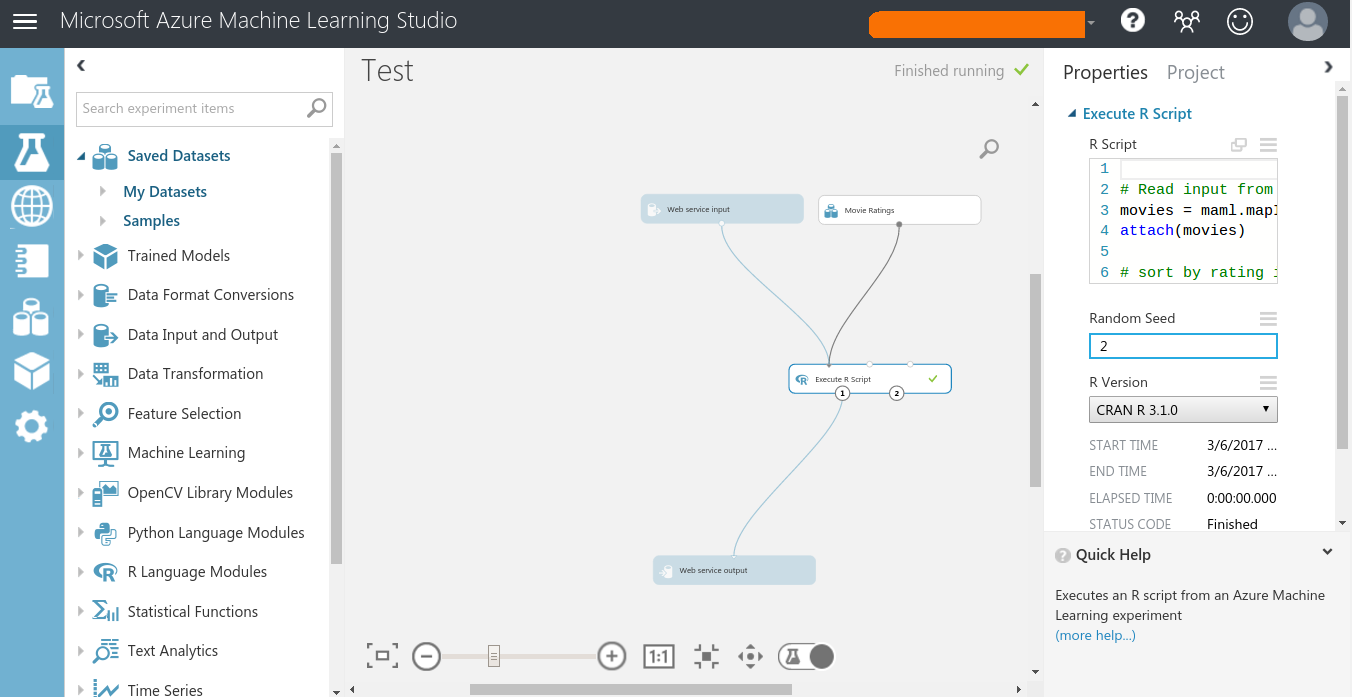 Microsoft Azure Machine Learning Studio
?
Search experiment items
Saved Datasets
My Datasets
Samples
Trained Models
Data Format Conversions
Data Input and Output
Data Transformation
Feature Selection
Machine Learning
OpenCV Library Modules
Python Language Modules
R Language Modules
Statistical Functions
Text Analytics
Time Series
Test
Finished running
Web service input
Movie Ratings
Execute R Script
1
2
Web service output
1:1
Properties
Project
Execute R Script
R Script
1
2 # Read input from
3 movies = maml.mapI
4 attach(movies)
5
6 # sort by rating i
Random Seed
2
R Version
CRAN R 3.1.0
START TIME 3/6/2017 ...
END TIME 3/6/2017 ...
ELAPSED TIME 0:00:00.000
STATUS CODE Finished
? Quick Help
Executes an R script from an Azure Machine
Learning experiment
(more help...)